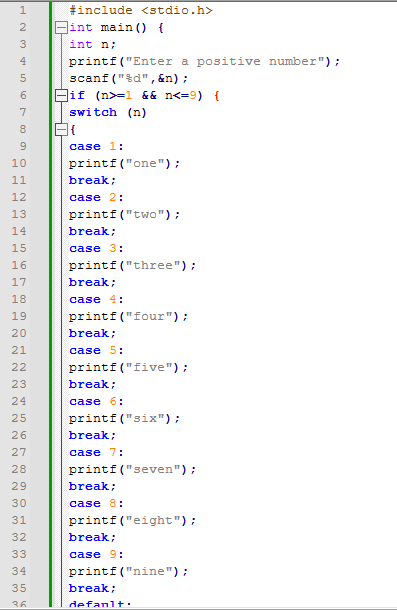 1 #include <stdio.h>
2 int main() {
3 int n;
4 printf("Enter a positive number");
5 scanf("%d",&n);
6 if (n>=1 && n<=9) {
7 switch (n)
8 {
9 case 1:
10 printf("one");
11 break;
12 case 2:
13 printf("two");
14 break;
15 case 3:
16 printf("three");
17 break;
18 case 4:
19 printf("four");
20 break;
21 case 5:
22 printf("five");
23 break;
24 case 6:
25 printf("six");
26 break;
27 case 7:
28 printf("seven");
29 break;
30 case 8:
31 printf("eight");
32 break;
33 case 9:
34 printf("nine");
35 break;
36 default: